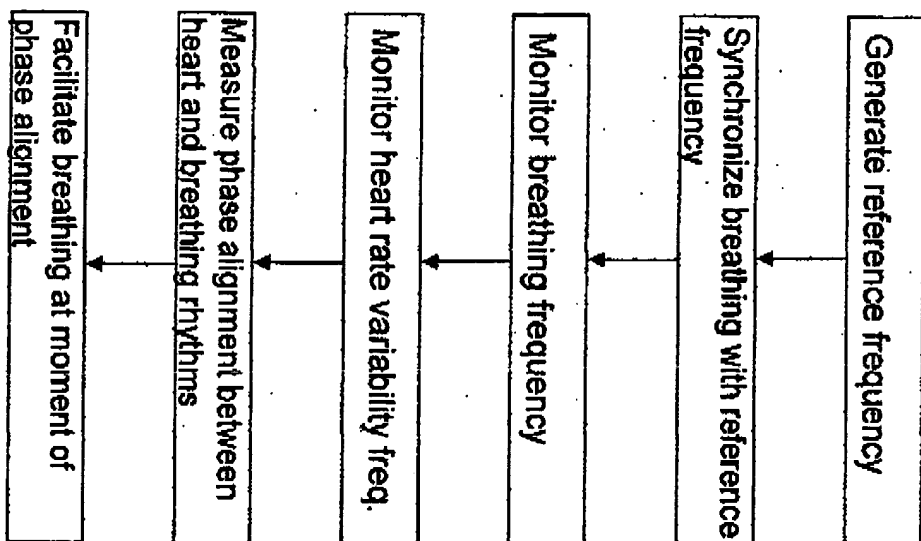 Generate reference frequency
Synchronize breathing with reference
frequency
Monitor breathing frequency
Monitor heart rate variability freq.
Measure phase alignment between
heart and breathing rhythms
Facilitate breathing at moment of
phase alignment